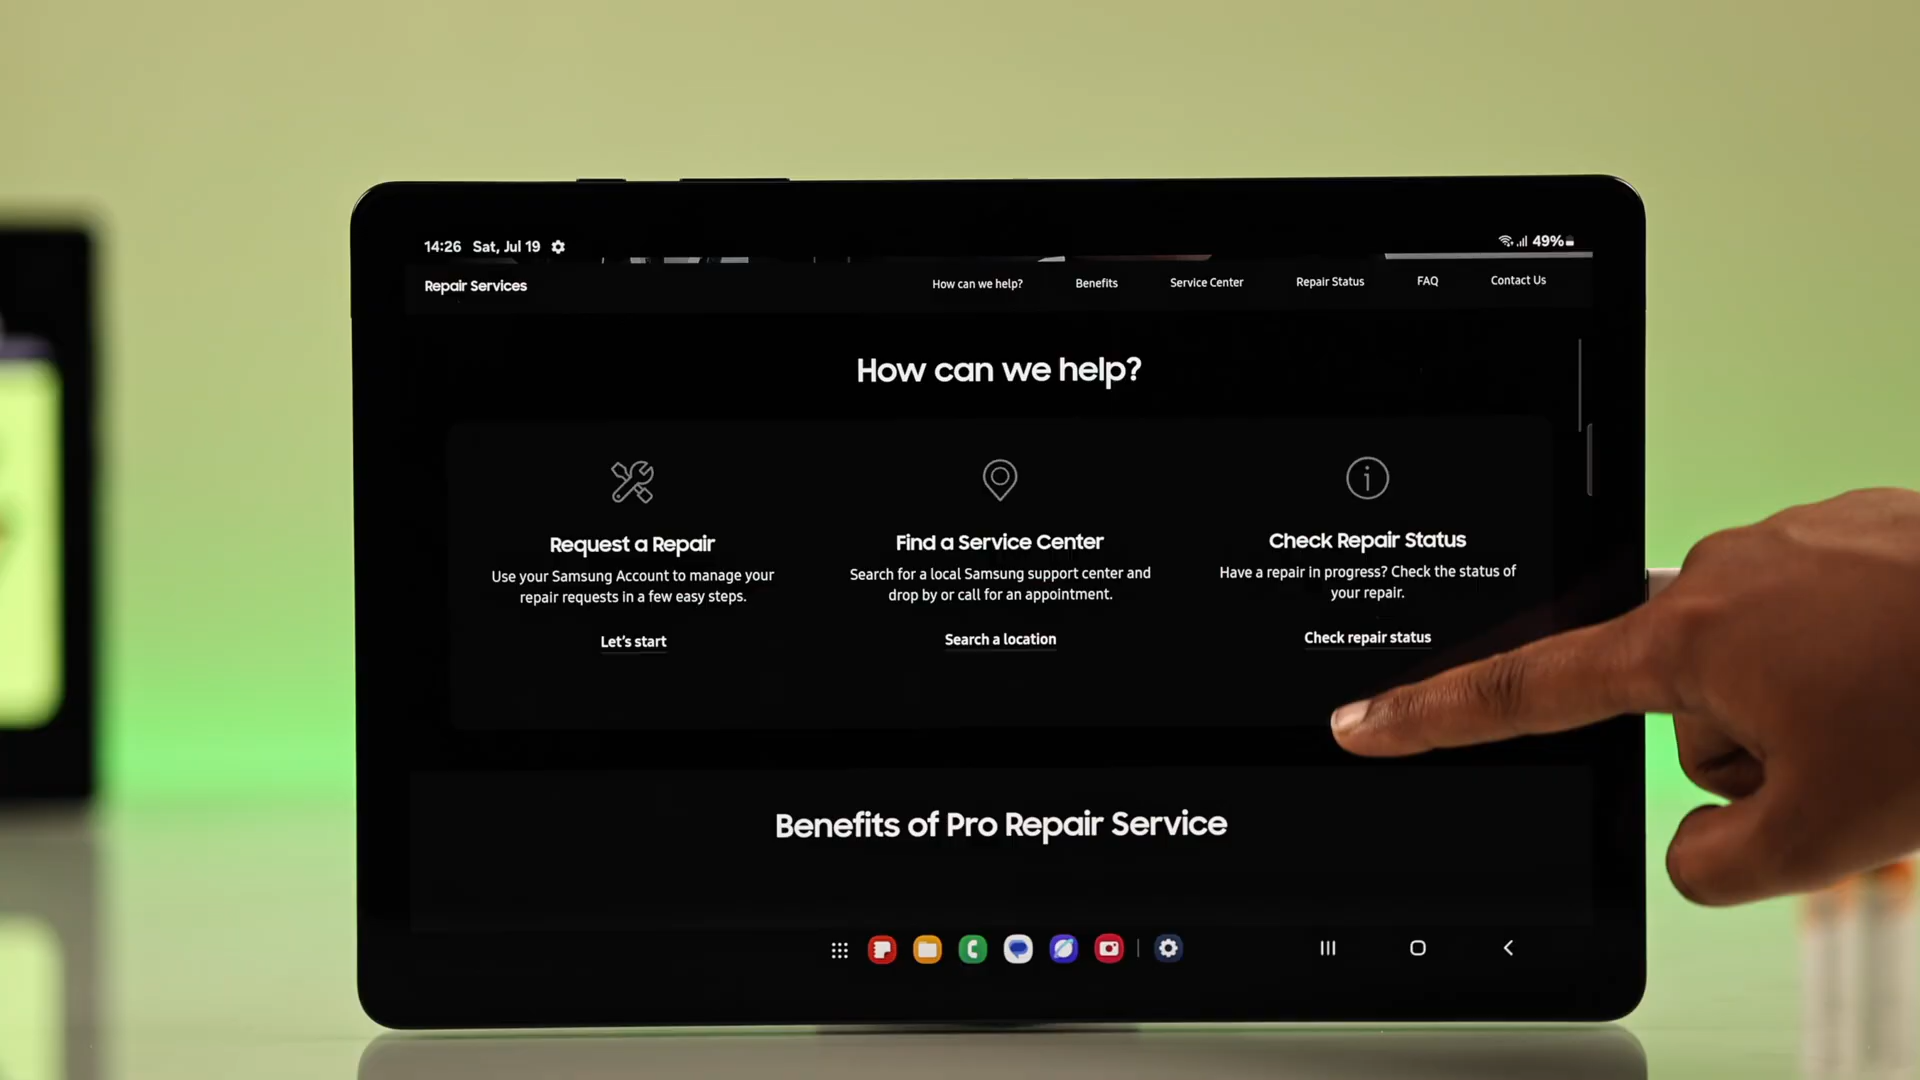 14:26 Sat, Jul 19
49%
Repair Services
How can we help?
Benefits
Service Center
Repair Status
FAQ
Contact Us
How can we help?
Request a Repair
Use your Samsung Account to manage your
repair requests in a few easy steps.
Let's start
Find a Service Center
Search for a local Samsung support center and
drop by or call for an appointment.
Search a location
Check Repair Status
Have a repair in progress? Check the status of
your repair.
Check repair status
Benefits of Pro Repair Service